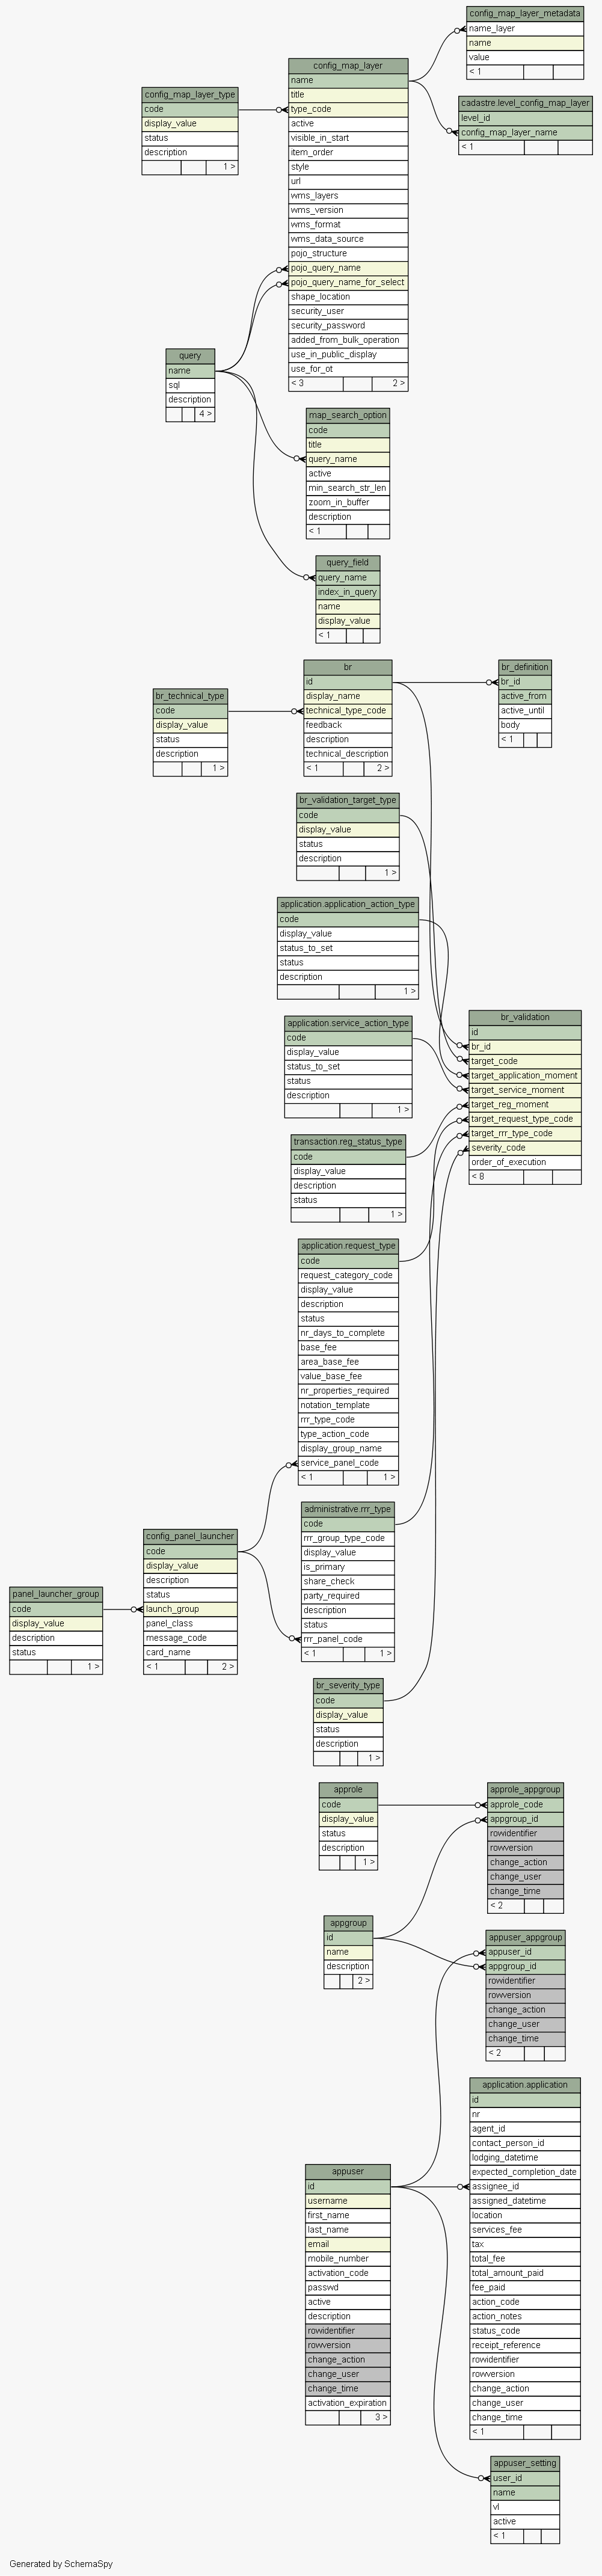 config_map_layer_metadata
name_layer
name
value
< 1
config_map_layer
name
title
type_code
active
visible_in_start
item_order
style
url
wms_layers
wms_version
wms_format
wms_data_source
pojo_structure
pojo_query_name
pojo_query_name_for_select
shape_location
security_user
security_password
added_from_bulk_operation
use_in_public_display
use_for_ot
< 3 2 >
config_map_layer_type
code
display_value
status
description
1 >
cadastre.level_config_map_layer
level_id
config_map_layer_name
< 1
query
name
sql
description
4 >
map_search_option
code
title
query_name
active
min_search_str_len
zoom_in_buffer
description
< 1
query_field
query_name
index_in_query
name
display_value
< 1
br
id
display_name
technical_type_code
feedback
description
technical_description
< 1 2 >
br_definition
br_id
active_from
active_until
body
< 1
br_technical_type
code
display_value
status
description
1 >
br_validation_target_type
code
display_value
status
description
1 >
application.application_action_type
code
display_value
status_to_set
status
description
1 >
br_validation
id
br_id
target_code
target_application_moment
target_service_moment
target_reg_moment
target_request_type_code
target_rrr_type_code
severity_code
order_of_execution
< 8
application.service_action_type
code
display_value
status_to_set
status
description
1 >
transaction.reg_status_type
code
display_value
description
status
1 >
application.request_type
code
request_category_code
display_value
description
status
nr_days_to_complete
base_fee
area_base_fee
value_base_fee
nr_properties_required
notation_template
rrr_type_code
type_action_code
display_group_name
service_panel_code
< 1 1 >
administrative.rrr_type
code
rrr_group_type_code
display_value
is_primary
share_check
party_required
description
status
rrr_panel_code
< 1 1 >
config_panel_launcher
code
display_value
description
status
launch_group
panel_class
message_code
card_name
< 1 2 >
panel_launcher_group
code
display_value
description
status
1 >
br_severity_type
code
display_value
status
description
1 >
approle
code
display_value
status
description
1 >
approle_appgroup
approle_code
appgroup_id
rowidentifier
rowversion
change_action
change_user
change_time
< 2
appgroup
id
name
description
2 >
appuser_appgroup
appuser_id
appgroup_id
rowidentifier
rowversion
change_action
change_user
change_time
< 2
application.application
id
nr
agent_id
contact_person_id
lodging_datetime
expected_completion_date
assignee_id
assigned_datetime
location
services_fee
tax
total_fee
total_amount_paid
fee_paid
action_code
action_notes
status_code
receipt_reference
rowidentifier
rowversion
change_action
change_user
change_time
< 1
appuser
id
username
first_name
last_name
email
mobile_number
activation_code
passwd
active
description
rowidentifier
rowversion
change_action
change_user
change_time
activation_expiration
3 >
appuser_setting
user_id
name
vl
active
< 1
Generated by SchemaSpy